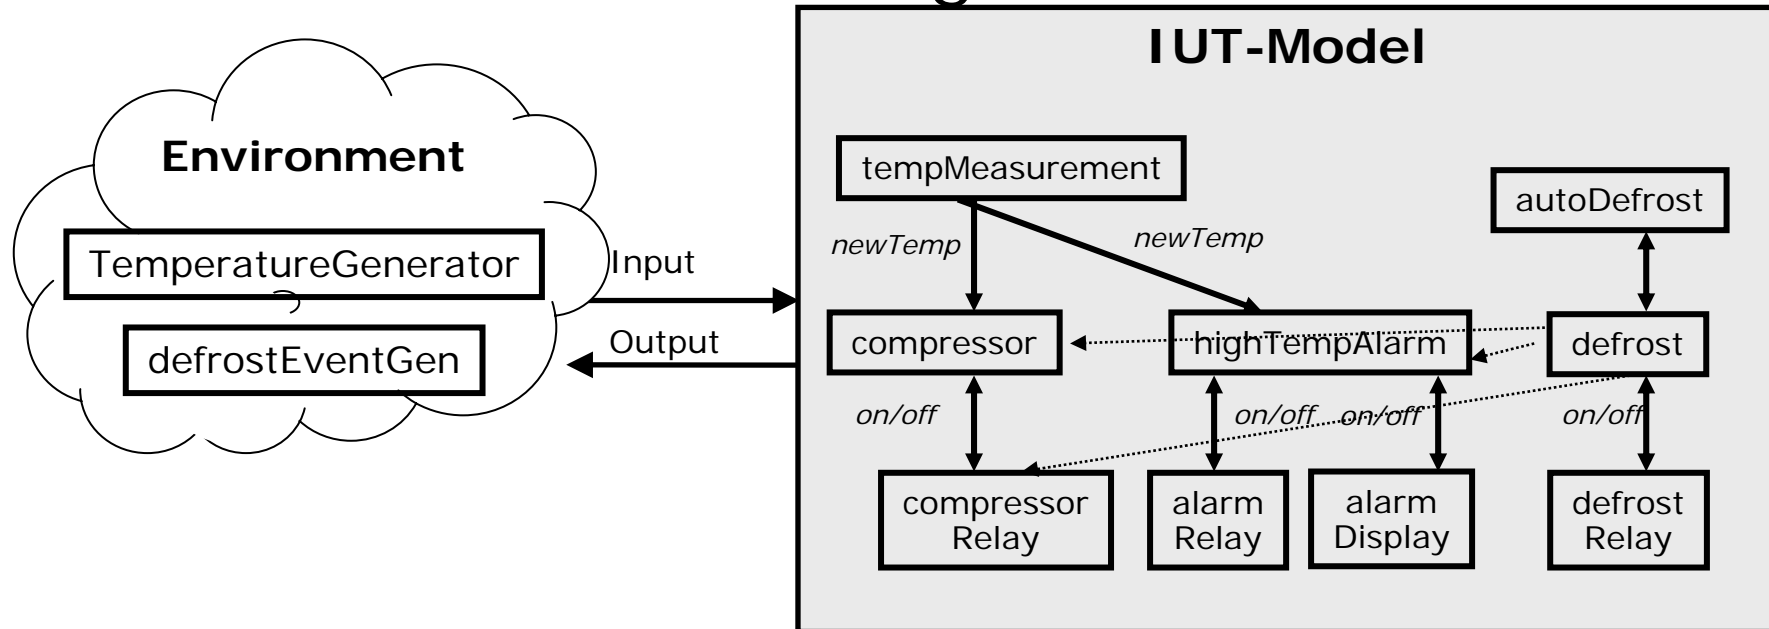 IUT-Model
Environment
tempMeasurement
autoDefrost
newTemp
newTemp
TemperatureGenerator
Input
compressor
highTempAlarm
defrost
defrostEventGen
Output
on/off
on/off
on/off
on/off
compressor
Relay
alarm
Relay
alarm
Display
defrost
Relay